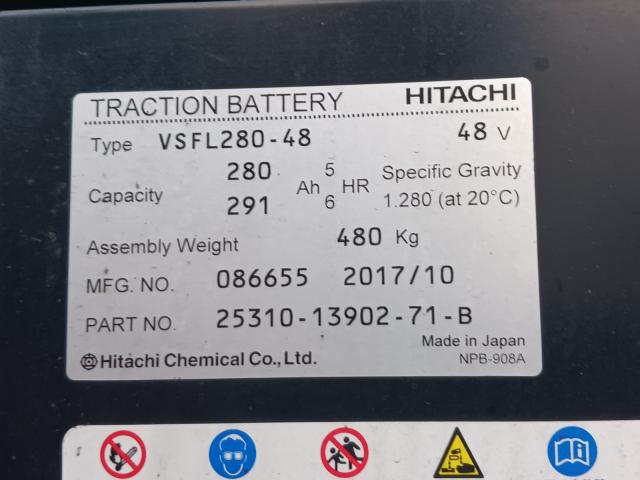 TRACTION BATTERY HITACHI
Type VSFL280-48 48 V
Capacity 280 Ah 5 HR Specific Gravity
291 6 1.280 (at 20°C)
Assembly Weight 480 Kg
MFG. NO. 086655 2017/10
PART NO. 25310-13902-71-B
Made in Japan
Hitachi Chemical Co., Ltd. NPB-908A